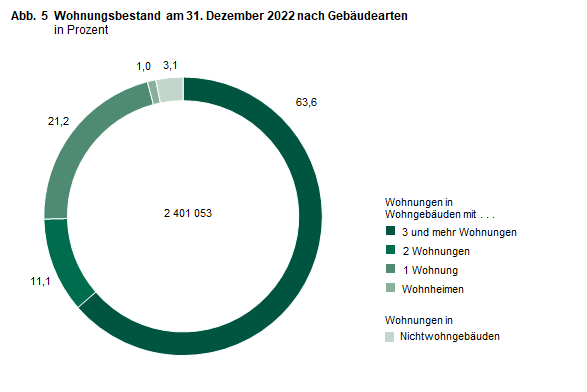 Abb. 5 Wohnungsbestand am 31. Dezember 2022 nach Gebäudearten
in Prozent
1,0
3,1
63,6
21,2
2 401 053
11,1
Wohnungen in
Wohngebäuden mit . . .
3 und mehr Wohnungen
2 Wohnungen
1 Wohnung
Wohnheimen
Wohnungen in
Nichtwohngebäuden